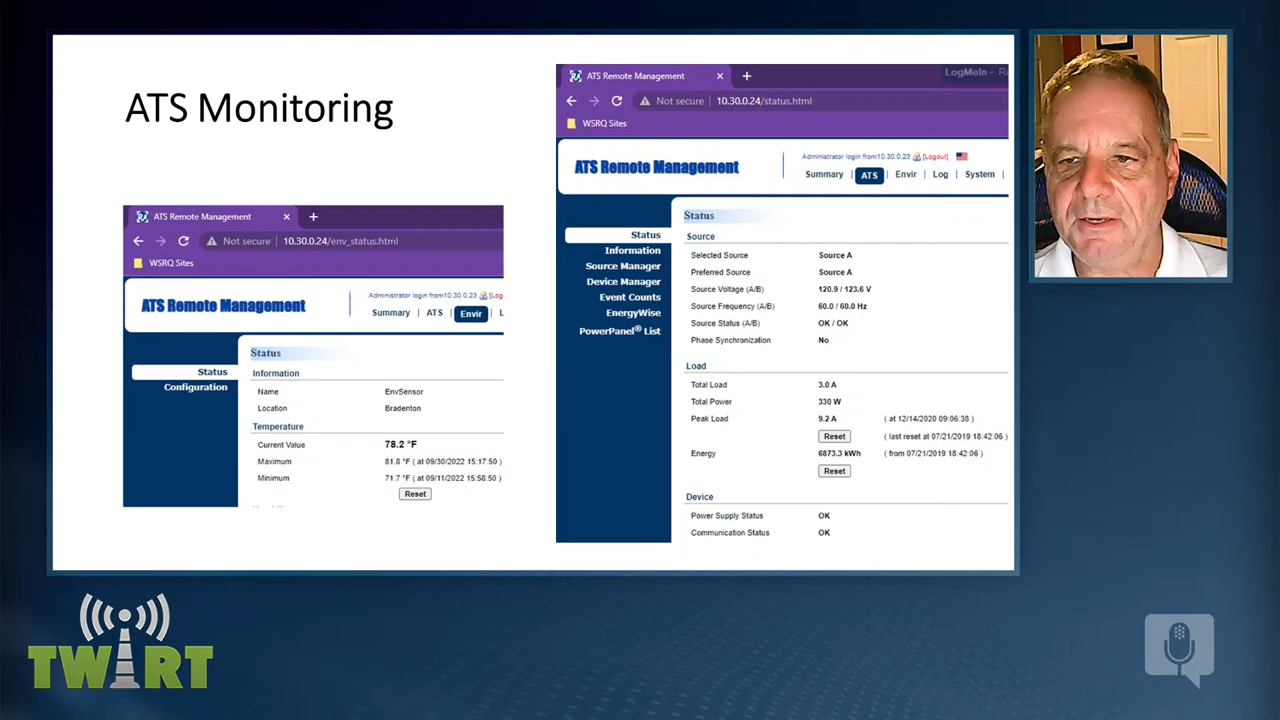 ATS Monitoring
ATS Remote Management
Not secure 10.30.0.24/env_status.html
WSRQ Sites
ATS Remote Management
Administrator login from10.30.0.23 [Log
Summary | ATS | Envir | L
Status
Configuration
Status
Information
Name EnvSensor
Location Bradenton
Temperature
Current Value 78.2 °F
Maximum 81.8 °F ( at 09/30/2022 15:17:50 )
Minimum 71.7 °F ( at 09/11/2022 15:58:50 )
Reset
ATS Remote Management
LogMeIn - R
Not secure 10.30.0.24/status.html
WSRQ Sites
ATS Remote Management
Administrator login from10.30.0.23 [Logout]
Summary | ATS | Envir | Log | System |
Status
Information
Source Manager
Device Manager
Event Counts
EnergyWise
PowerPanel® List
Status
Source
Selected Source Source A
Preferred Source Source A
Source Voltage (A/B) 120.9 / 123.6 V
Source Frequency (A/B) 60.0 / 60.0 Hz
Source Status (A/B) OK / OK
Phase Synchronization No
Load
Total Load 3.0 A
Total Power 330 W
Peak Load 9.2 A ( at 12/14/2020 09:06:38 )
Reset ( last reset at 07/21/2019 18:42:06 )
Energy 6873.3 kWh ( from 07/21/2019 18:42:06 )
Reset
Device
Power Supply Status OK
Communication Status OK
TWiRT